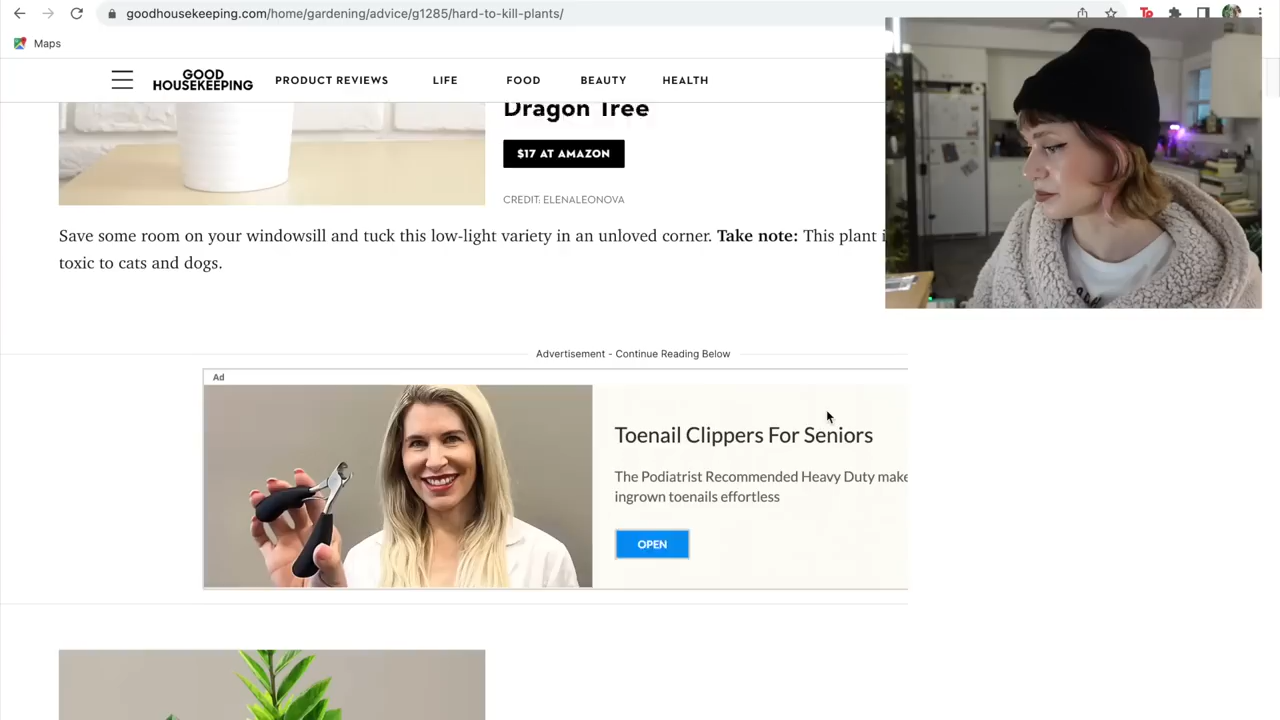 goodhousekeeping.com/home/gardening/advice/g1285/hard-to-kill-plants/
Maps
GOOD HOUSEKEEPING
PRODUCT REVIEWS LIFE FOOD BEAUTY HEALTH
Dragon Tree
$17 AT AMAZON
CREDIT: ELENALEONOVA
Save some room on your windowsill and tuck this low-light variety in an unloved corner. Take note: This plant
toxic to cats and dogs.
Advertisement - Continue Reading Below
Ad
Toenail Clippers For Seniors
The Podiatrist Recommended Heavy Duty make
ingrown toenails effortless
OPEN